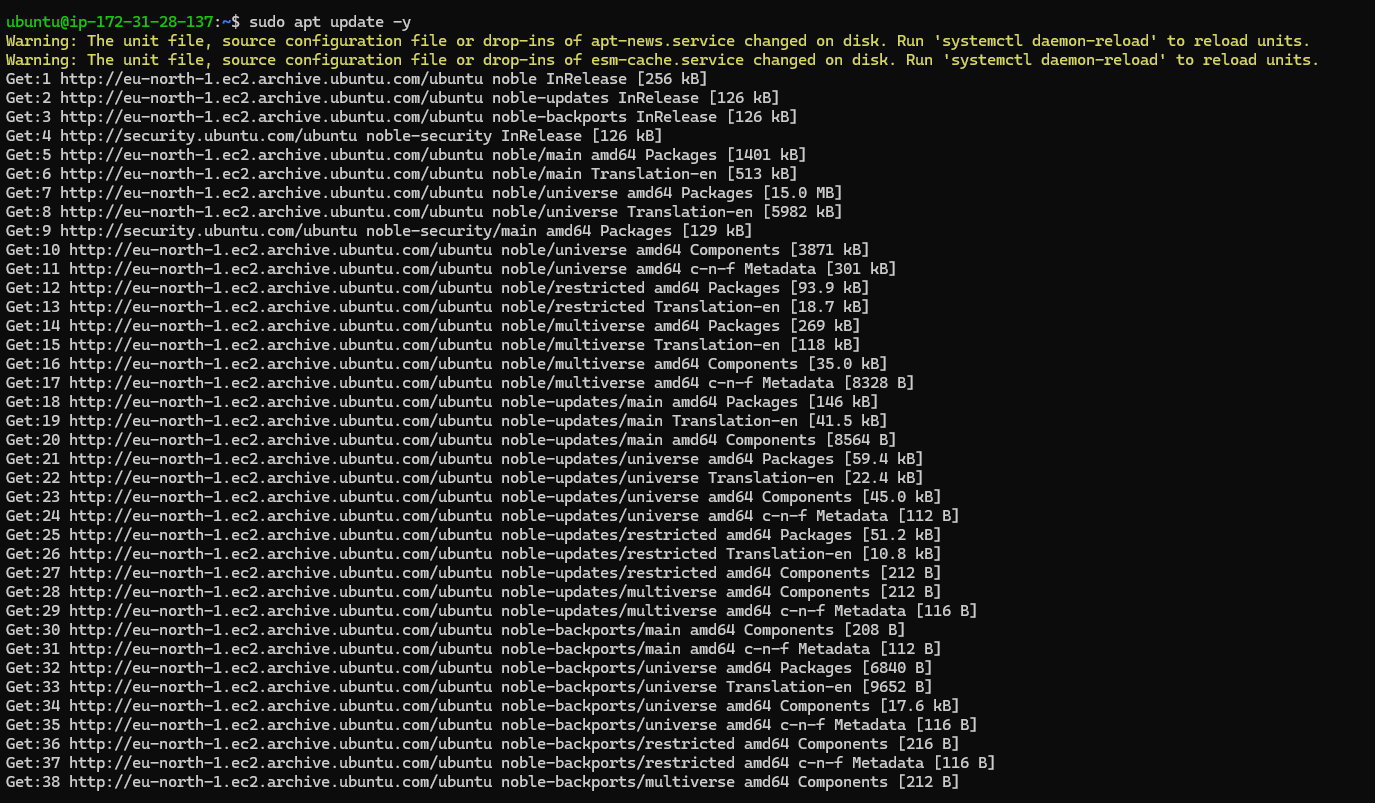 ubuntu@ip-172-31-28-137:~$ sudo apt update -y
Warning: The unit file, source configuration file or drop-ins of apt-news.service changed on disk. Run 'systemctl daemon-reload' to reload units.
Warning: The unit file, source configuration file or drop-ins of esm-cache.service changed on disk. Run 'systemctl daemon-reload' to reload units.
Get:1 http://eu-north-1.ec2.archive.ubuntu.com/ubuntu noble InRelease [256 kB]
Get:2 http://eu-north-1.ec2.archive.ubuntu.com/ubuntu noble-updates InRelease [126 kB]
Get:3 http://eu-north-1.ec2.archive.ubuntu.com/ubuntu noble-backports InRelease [126 kB]
Get:4 http://security.ubuntu.com/ubuntu noble-security InRelease [126 kB]
Get:5 http://eu-north-1.ec2.archive.ubuntu.com/ubuntu noble/main amd64 Packages [1401 kB]
Get:6 http://eu-north-1.ec2.archive.ubuntu.com/ubuntu noble/main Translation-en [513 kB]
Get:7 http://eu-north-1.ec2.archive.ubuntu.com/ubuntu noble/universe amd64 Packages [15.0 MB]
Get:8 http://eu-north-1.ec2.archive.ubuntu.com/ubuntu noble/universe Translation-en [5982 kB]
Get:9 http://security.ubuntu.com/ubuntu noble-security/main amd64 Packages [129 kB]
Get:10 http://eu-north-1.ec2.archive.ubuntu.com/ubuntu noble/universe amd64 Components [3871 kB]
Get:11 http://eu-north-1.ec2.archive.ubuntu.com/ubuntu noble/universe amd64 c-n-f Metadata [301 kB]
Get:12 http://eu-north-1.ec2.archive.ubuntu.com/ubuntu noble/restricted amd64 Packages [93.9 kB]
Get:13 http://eu-north-1.ec2.archive.ubuntu.com/ubuntu noble/restricted Translation-en [18.7 kB]
Get:14 http://eu-north-1.ec2.archive.ubuntu.com/ubuntu noble/multiverse amd64 Packages [269 kB]
Get:15 http://eu-north-1.ec2.archive.ubuntu.com/ubuntu noble/multiverse Translation-en [118 kB]
Get:16 http://eu-north-1.ec2.archive.ubuntu.com/ubuntu noble/multiverse amd64 Components [35.0 kB]
Get:17 http://eu-north-1.ec2.archive.ubuntu.com/ubuntu noble/multiverse amd64 c-n-f Metadata [8328 B]
Get:18 http://eu-north-1.ec2.archive.ubuntu.com/ubuntu noble-updates/main amd64 Packages [146 kB]
Get:19 http://eu-north-1.ec2.archive.ubuntu.com/ubuntu noble-updates/main Translation-en [41.5 kB]
Get:20 http://eu-north-1.ec2.archive.ubuntu.com/ubuntu noble-updates/main amd64 Components [8564 B]
Get:21 http://eu-north-1.ec2.archive.ubuntu.com/ubuntu noble-updates/universe amd64 Packages [59.4 kB]
Get:22 http://eu-north-1.ec2.archive.ubuntu.com/ubuntu noble-updates/universe Translation-en [22.4 kB]
Get:23 http://eu-north-1.ec2.archive.ubuntu.com/ubuntu noble-updates/universe amd64 Components [45.0 kB]
Get:24 http://eu-north-1.ec2.archive.ubuntu.com/ubuntu noble-updates/universe amd64 c-n-f Metadata [112 B]
Get:25 http://eu-north-1.ec2.archive.ubuntu.com/ubuntu noble-updates/restricted amd64 Packages [51.2 kB]
Get:26 http://eu-north-1.ec2.archive.ubuntu.com/ubuntu noble-updates/restricted Translation-en [10.8 kB]
Get:27 http://eu-north-1.ec2.archive.ubuntu.com/ubuntu noble-updates/restricted amd64 Components [212 B]
Get:28 http://eu-north-1.ec2.archive.ubuntu.com/ubuntu noble-updates/multiverse amd64 Components [212 B]
Get:29 http://eu-north-1.ec2.archive.ubuntu.com/ubuntu noble-updates/multiverse amd64 c-n-f Metadata [116 B]
Get:30 http://eu-north-1.ec2.archive.ubuntu.com/ubuntu noble-backports/main amd64 Components [208 B]
Get:31 http://eu-north-1.ec2.archive.ubuntu.com/ubuntu noble-backports/main amd64 c-n-f Metadata [112 B]
Get:32 http://eu-north-1.ec2.archive.ubuntu.com/ubuntu noble-backports/universe amd64 Packages [6840 B]
Get:33 http://eu-north-1.ec2.archive.ubuntu.com/ubuntu noble-backports/universe Translation-en [9652 B]
Get:34 http://eu-north-1.ec2.archive.ubuntu.com/ubuntu noble-backports/universe amd64 Components [17.6 kB]
Get:35 http://eu-north-1.ec2.archive.ubuntu.com/ubuntu noble-backports/universe amd64 c-n-f Metadata [116 B]
Get:36 http://eu-north-1.ec2.archive.ubuntu.com/ubuntu noble-backports/restricted amd64 Components [216 B]
Get:37 http://eu-north-1.ec2.archive.ubuntu.com/ubuntu noble-backports/restricted amd64 c-n-f Metadata [116 B]
Get:38 http://eu-north-1.ec2.archive.ubuntu.com/ubuntu noble-backports/multiverse amd64 Components [212 B]